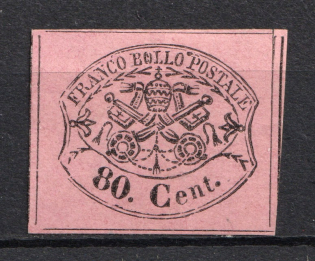 FRANCO BOLLO POSTALE
80. Cent.